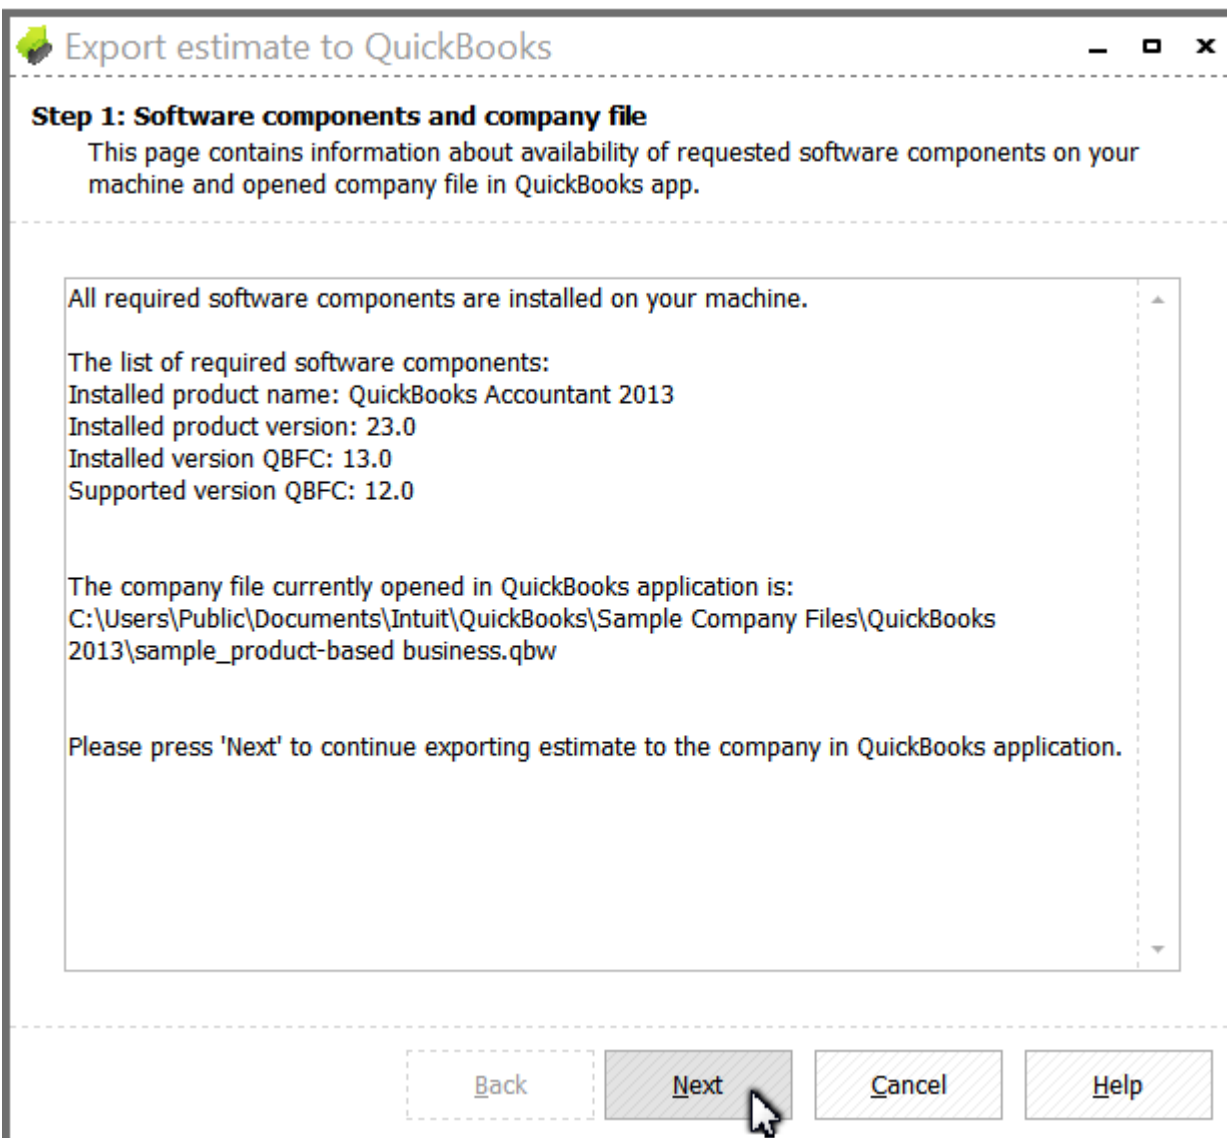 Export estimate to QuickBooks
Step 1: Software components and company file
This page contains information about availability of requested software components on your
machine and opened company file in QuickBooks app.
All required software components are installed on your machine.
The list of required software components:
Installed product name: QuickBooks Accountant 2013
Installed product version: 23.0
Installed version QBFC: 13.0
Supported version QBFC: 12.0
The company file currently opened in QuickBooks application is:
C:\Users\Public\Documents\Intuit\QuickBooks\Sample Company Files\QuickBooks
2013\sample_product-based business.qbw
Please press 'Next' to continue exporting estimate to the company in QuickBooks application.
Back Next Cancel Help